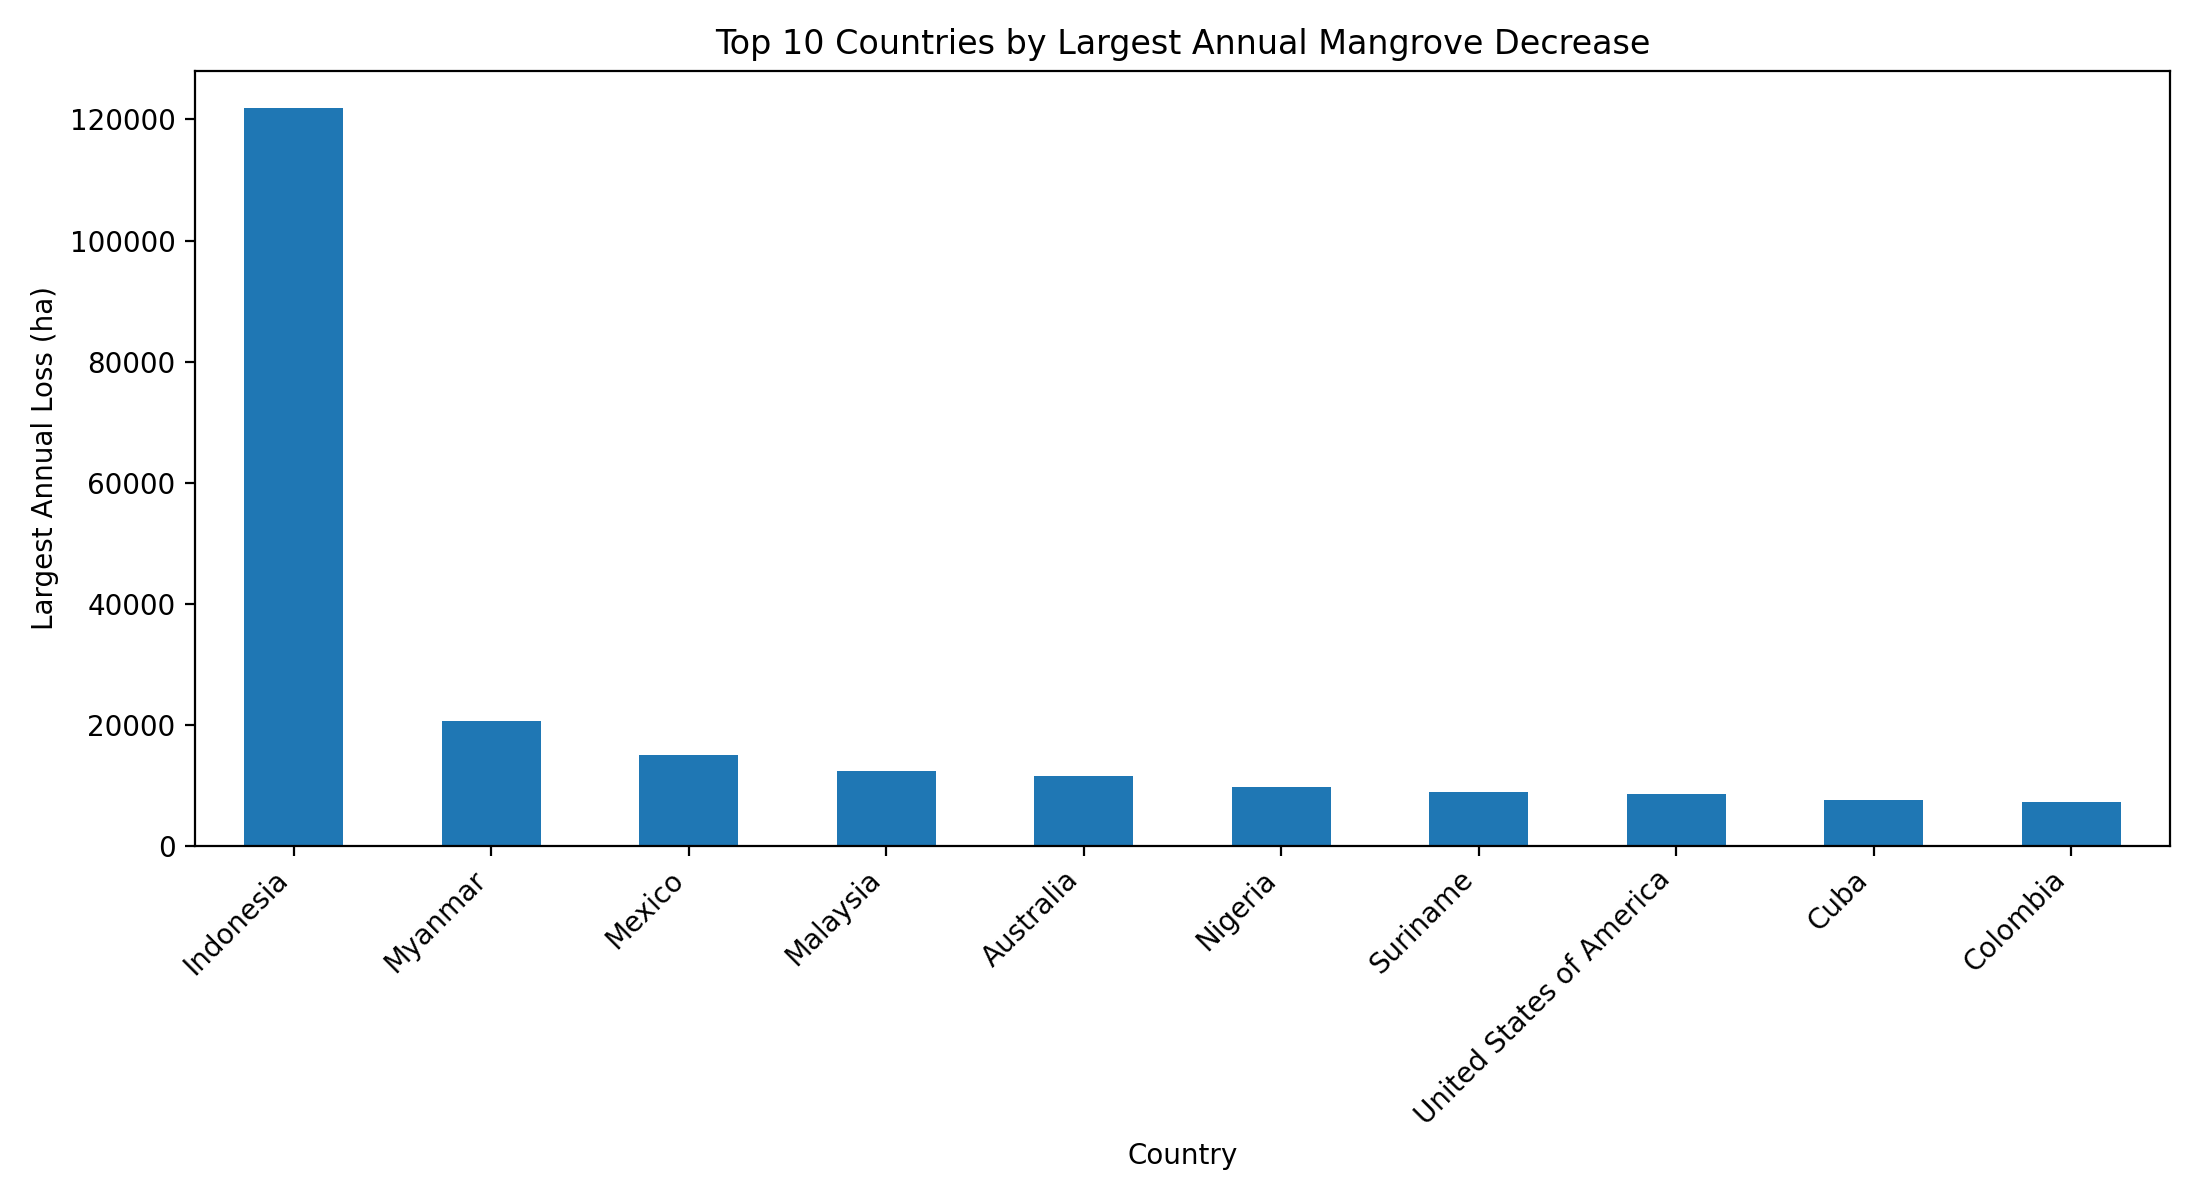 Top 10 Countries by Largest Annual Mangrove Decrease
Largest Annual Loss (ha)
120000
100000
80000
60000
40000
20000
0
Indonesia
Myanmar
Mexico
Malaysia
Australia
Nigeria
Suriname
United States of America
Cuba
Colombia
Country